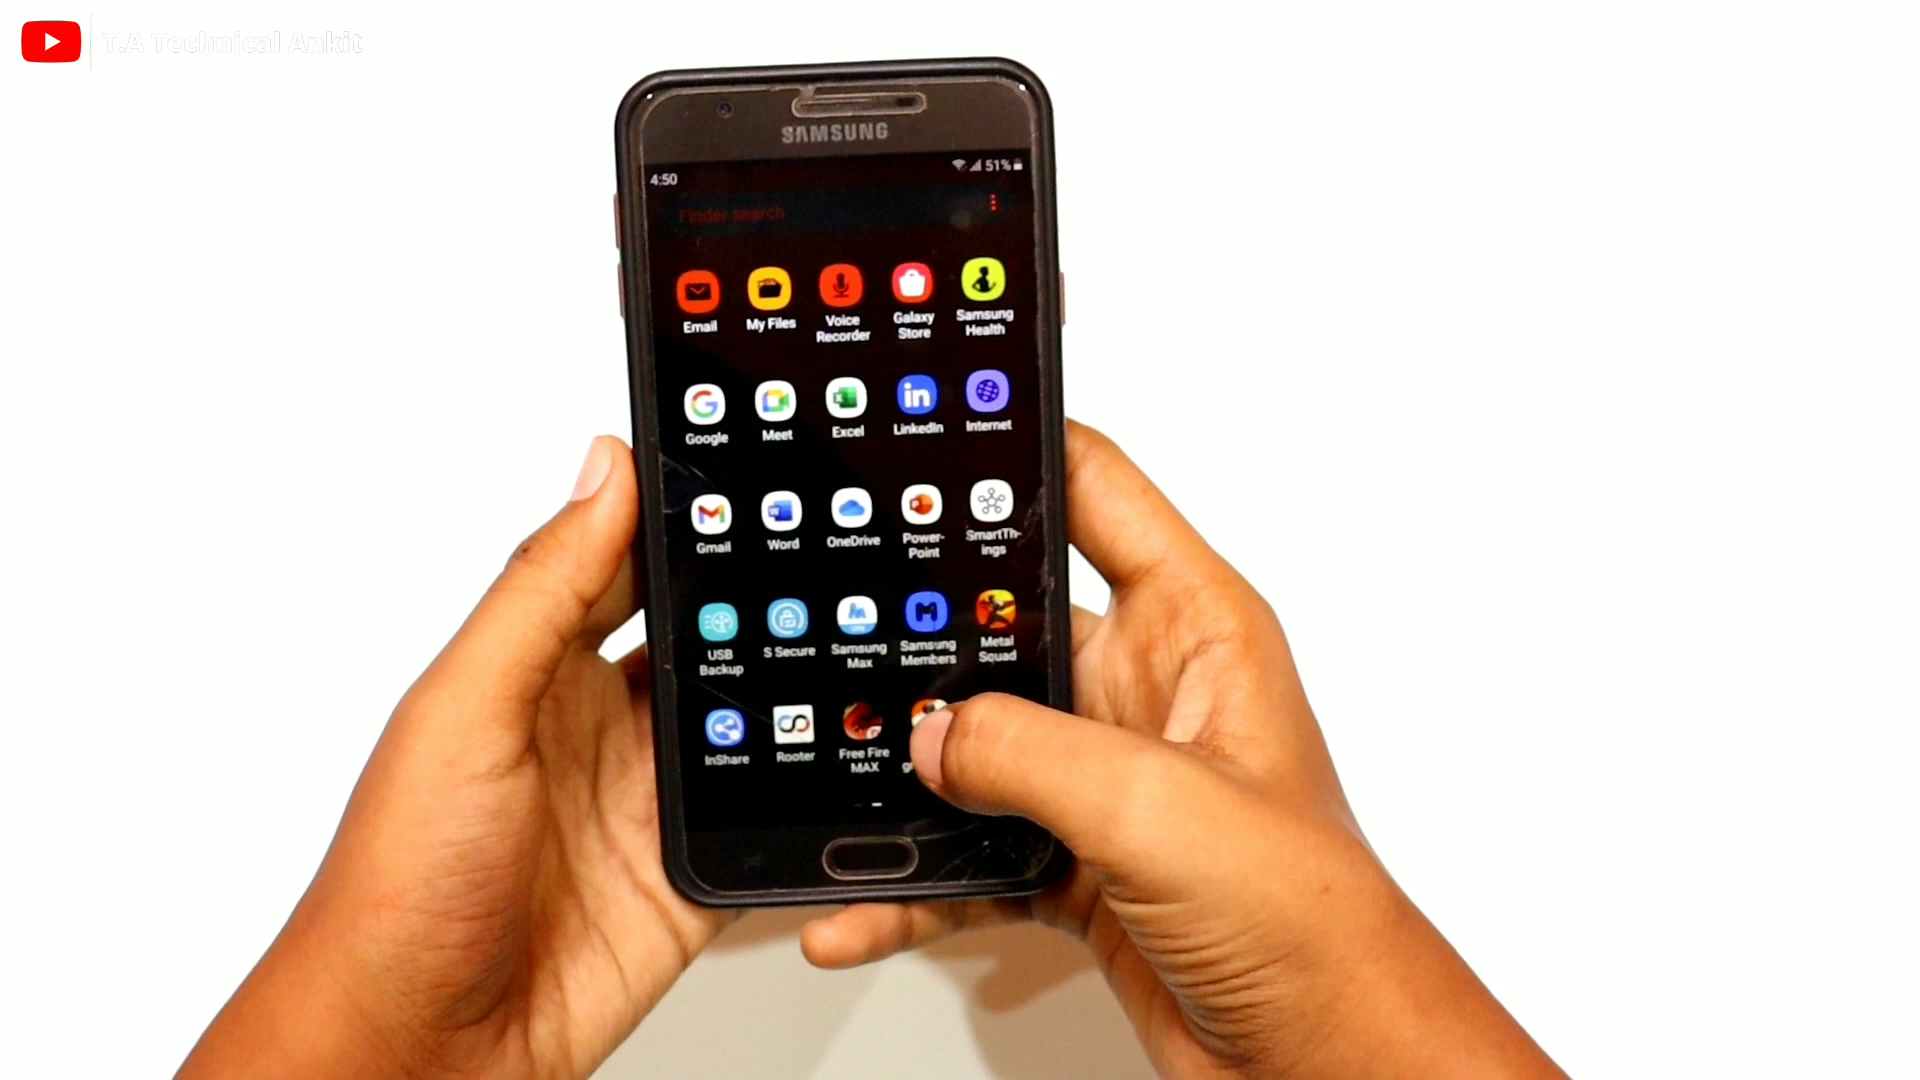 T.A Technical Ankit
SAMSUNG
51%
4:50
Finder search
Email
My Files
Voice
Recorder
Galaxy
Store
Samsung
Health
Google
Meet
Excel
LinkedIn
Internet
Gmail
Word
OneDrive
Power-
Point
SmartTh-
ings
USB
Backup
S Secure
Samsung
Max
Samsung
Members
Metal
Squad
InShare
Rooter
Free Fire
MAX